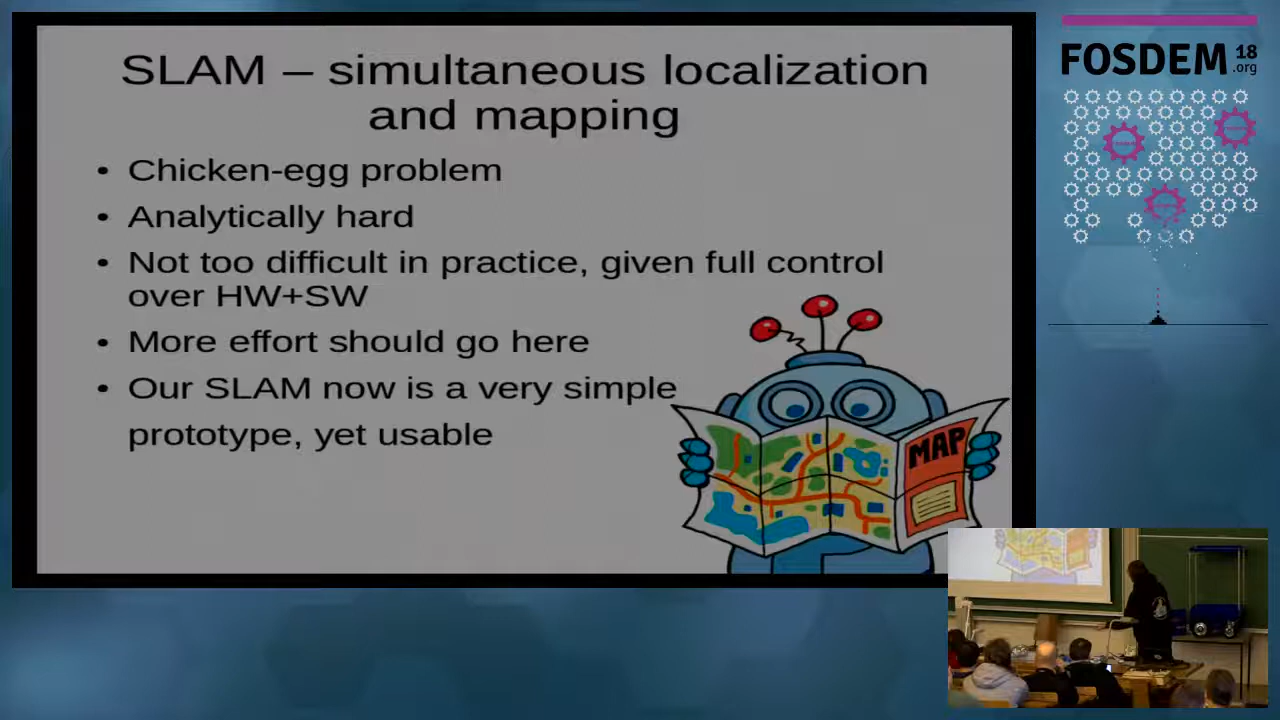 SLAM – simultaneous localization
and mapping
• Chicken-egg problem
• Analytically hard
• Not too difficult in practice, given full control
over HW+SW
• More effort should go here
• Our SLAM now is a very simple
prototype, yet usable
MAP
FOSDEM 18
.org